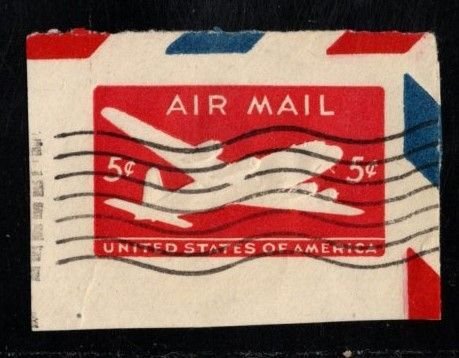 AIR MAIL
5¢ 5¢
UNITED STATES OF AMERICA